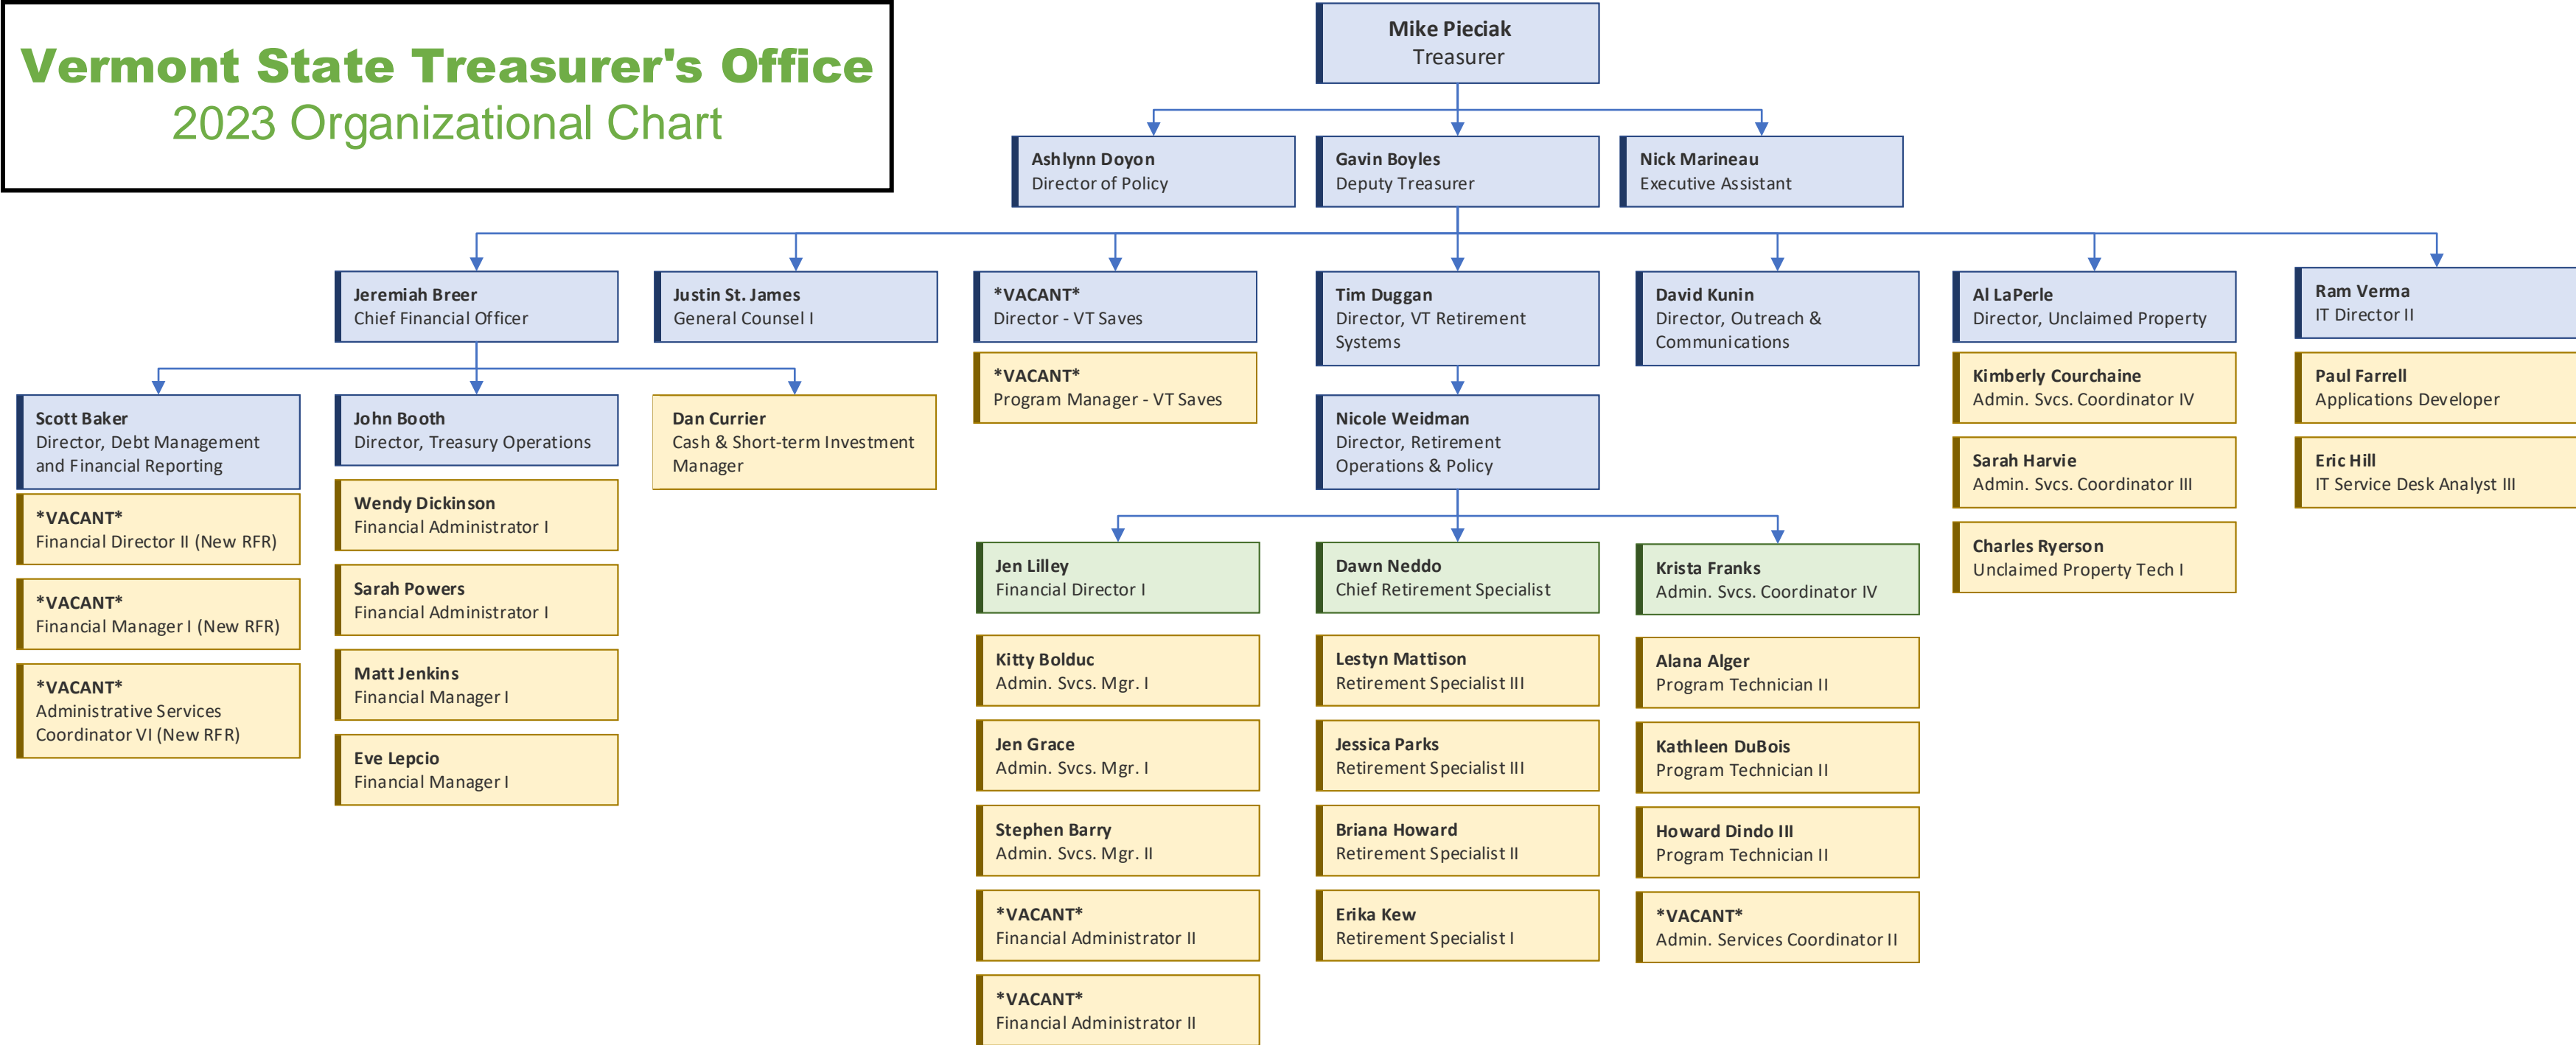 Vermont State Treasurer's Office
2023 Organizational Chart
Mike Pieciak
Treasurer
Ashlynn Doyon
Director of Policy
Gavin Boyles
Deputy Treasurer
Nick Marineau
Executive Assistant
Jeremiah Breer
Chief Financial Officer
Justin St. James
General Counsel I
*VACANT*
Director - VT Saves
*VACANT*
Program Manager - VT Saves
Tim Duggan
Director, VT Retirement
Systems
David Kunin
Director, Outreach &
Communications
Al LaPerle
Director, Unclaimed Property
Kimberly Courchaine
Admin. Svcs. Coordinator IV
Sarah Harvie
Admin. Svcs. Coordinator III
Charles Ryerson
Unclaimed Property Tech I
Ram Verma
IT Director II
Paul Farrell
Applications Developer
Eric Hill
IT Service Desk Analyst III
Scott Baker
Director, Debt Management
and Financial Reporting
*VACANT*
Financial Director II (New RFR)
*VACANT*
Financial Manager I (New RFR)
*VACANT*
Administrative Services
Coordinator VI (New RFR)
John Booth
Director, Treasury Operations
Wendy Dickinson
Financial Administrator I
Sarah Powers
Financial Administrator I
Matt Jenkins
Financial Manager I
Eve Lepcio
Financial Manager I
Dan Currier
Cash & Short-term Investment
Manager
Nicole Weidman
Director, Retirement
Operations & Policy
Jen Lilley
Financial Director I
Kitty Bolduc
Admin. Svcs. Mgr. I
Jen Grace
Admin. Svcs. Mgr. I
Stephen Barry
Admin. Svcs. Mgr. II
*VACANT*
Financial Administrator II
*VACANT*
Financial Administrator II
Dawn Neddo
Chief Retirement Specialist
Lestyn Mattison
Retirement Specialist III
Jessica Parks
Retirement Specialist III
Briana Howard
Retirement Specialist II
Erika Kew
Retirement Specialist I
Krista Franks
Admin. Svcs. Coordinator IV
Alana Alger
Program Technician II
Kathleen DuBois
Program Technician II
Howard Dindo III
Program Technician II
*VACANT*
Admin. Services Coordinator II